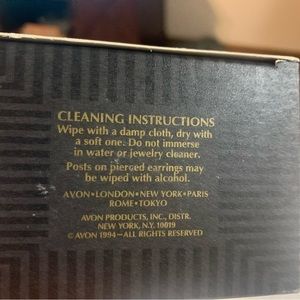 CLEANING INSTRUCTIONS
Wipe with a damp cloth, dry with
a soft one. Do not immerse
in water or jewelry cleaner.
Posts on pierced earrings may
be wiped with alcohol.
AVON•LONDON•NEW YORK•PARIS
ROME•TOKYO
AVON PRODUCTS, INC., DISTR.
NEW YORK, N.Y. 10019
© AVON 1994—ALL RIGHTS RESERVED